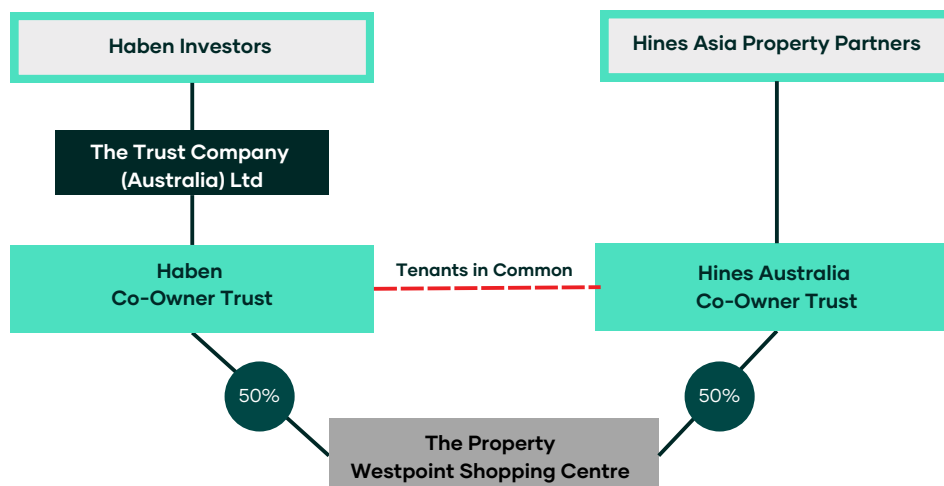 Haben Investors
Hines Asia Property Partners
The Trust Company
(Australia) Ltd
Haben
Co-Owner Trust
Tenants in Common
Hines Australia
Co-Owner Trust
50%
50%
The Property
Westpoint Shopping Centre